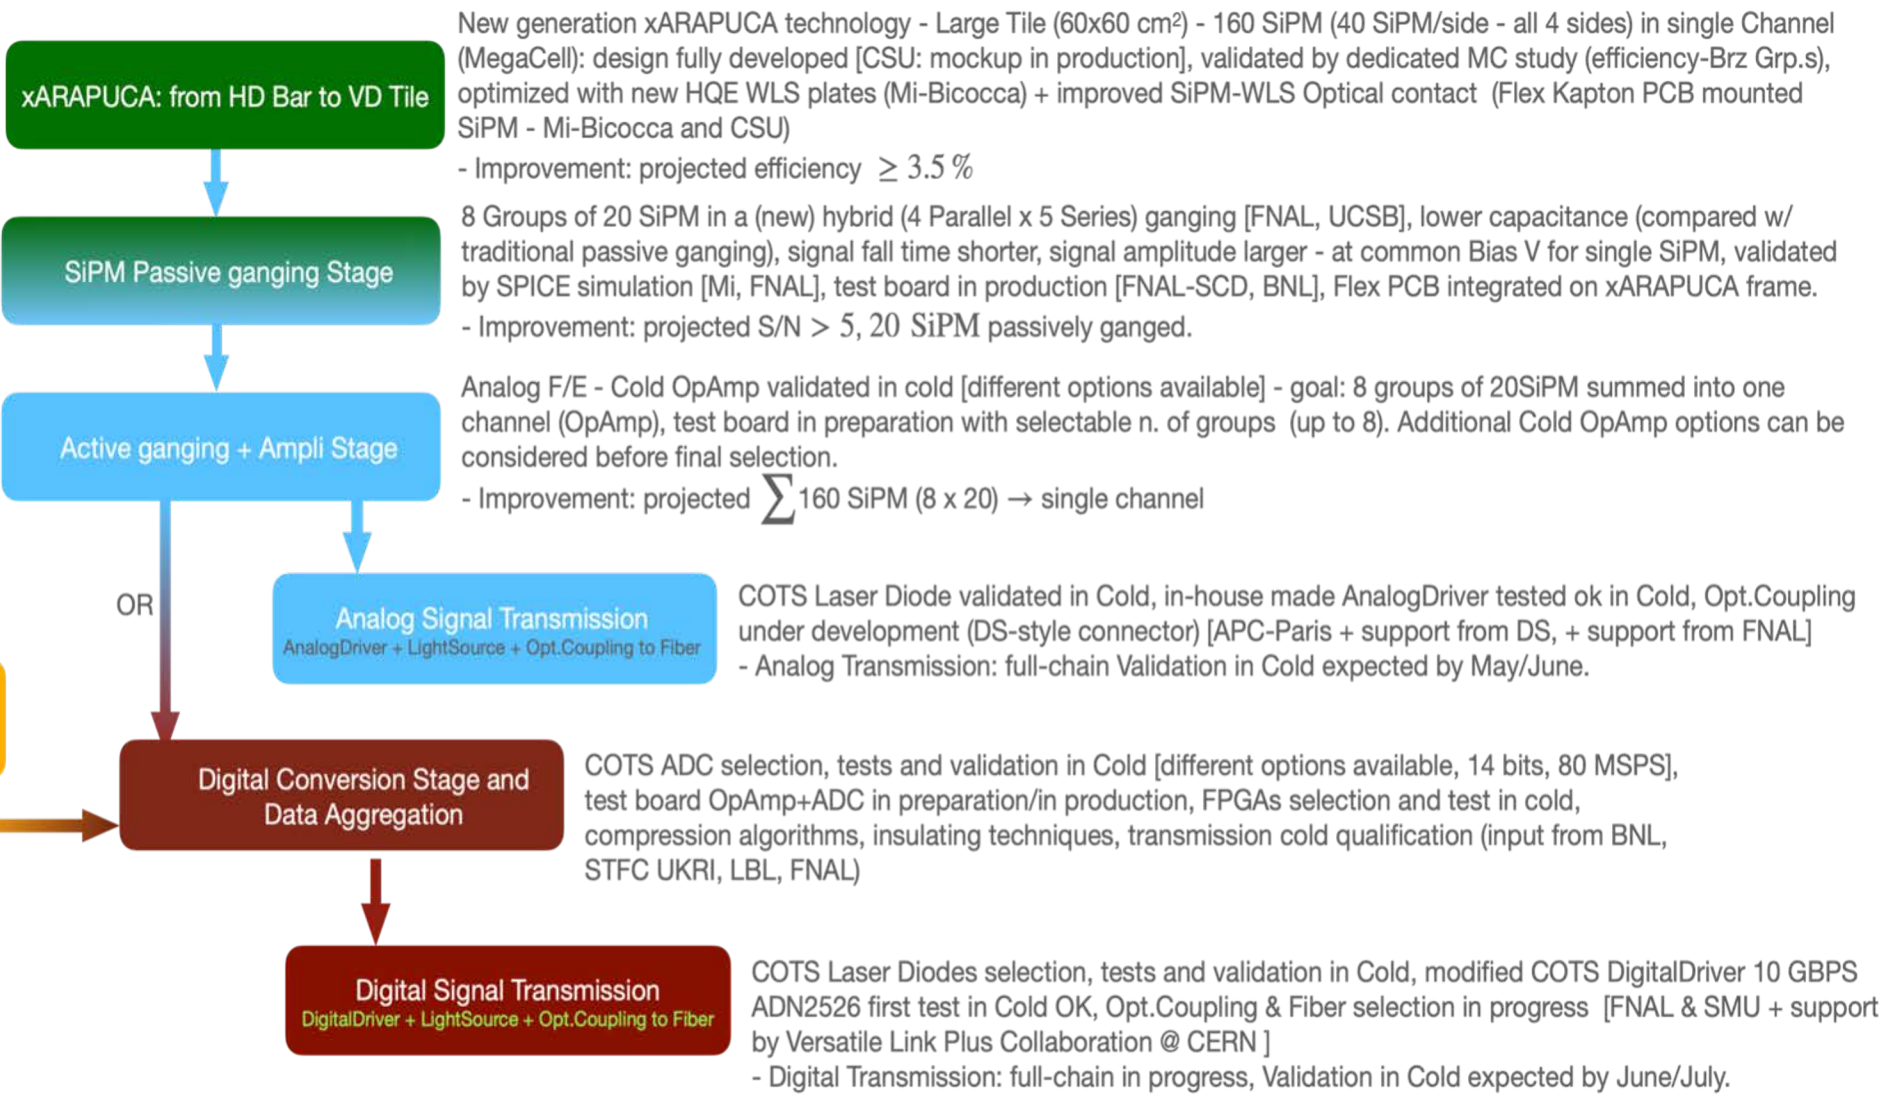 New generation xARAPUCA technology - Large Tile (60x60 cm²) - 160 SiPM (40 SiPM/side - all 4 sides) in single Channel
(MegaCell): design fully developed [CSU: mockup in production], validated by dedicated MC study (efficiency-Brz Grp.s),
optimized with new HQE WLS plates (Mi-Bicocca) + improved SiPM-WLS Optical contact (Flex Kapton PCB mounted
SiPM - Mi-Bicocca and CSU)
- Improvement: projected efficiency ≥ 3.5 %
xARAPUCA: from HD Bar to VD Tile
8 Groups of 20 SiPM in a (new) hybrid (4 Parallel x 5 Series) ganging [FNAL, UCSB], lower capacitance (compared w/
traditional passive ganging), signal fall time shorter, signal amplitude larger - at common Bias V for single SiPM, validated
by SPICE simulation [Mi, FNAL], test board in production [FNAL-SCD, BNL], Flex PCB integrated on xARAPUCA frame.
- Improvement: projected S/N > 5, 20 SiPM passively ganged.
SiPM Passive ganging Stage
Analog F/E - Cold OpAmp validated in cold [different options available] - goal: 8 groups of 20SiPM summed into one
channel (OpAmp), test board in preparation with selectable n. of groups (up to 8). Additional Cold OpAmp options can be
considered before final selection.
- Improvement: projected ∑ 160 SiPM (8 x 20) → single channel
Active ganging + Ampli Stage
OR
Analog Signal Transmission
AnalogDriver + LightSource + Opt.Coupling to Fiber
COTS Laser Diode validated in Cold, in-house made AnalogDriver tested ok in Cold, Opt.Coupling
under development (DS-style connector) [APC-Paris + support from DS, + support from FNAL]
- Analog Transmission: full-chain Validation in Cold expected by May/June.
Digital Conversion Stage and
Data Aggregation
COTS ADC selection, tests and validation in Cold [different options available, 14 bits, 80 MSPS],
test board OpAmp+ADC in preparation/in production, FPGAs selection and test in cold,
compression algorithms, insulating techniques, transmission cold qualification (input from BNL,
STFC UKRI, LBL, FNAL)
Digital Signal Transmission
DigitalDriver + LightSource + Opt.Coupling to Fiber
COTS Laser Diodes selection, tests and validation in Cold, modified COTS DigitalDriver 10 GBPS
ADN2526 first test in Cold OK, Opt.Coupling & Fiber selection in progress [FNAL & SMU + support
by Versatile Link Plus Collaboration @ CERN ]
- Digital Transmission: full-chain in progress, Validation in Cold expected by June/July.